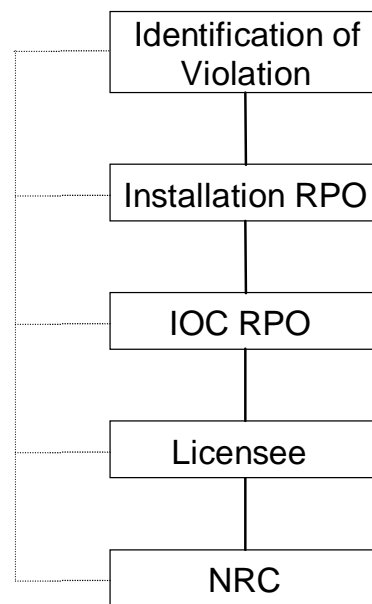 Identification of
Violation
Installation RPO
IOC RPO
Licensee
NRC